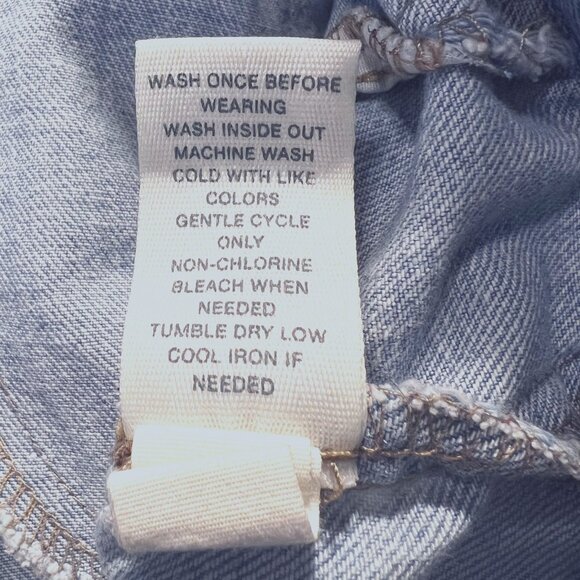 WASH ONCE BEFORE
WEARING
WASH INSIDE OUT
MACHINE WASH
COLD WITH LIKE
COLORS
GENTLE CYCLE
ONLY
NON-CHLORINE
BLEACH WHEN
NEEDED
TUMBLE DRY LOW
COOL IRON IF
NEEDED